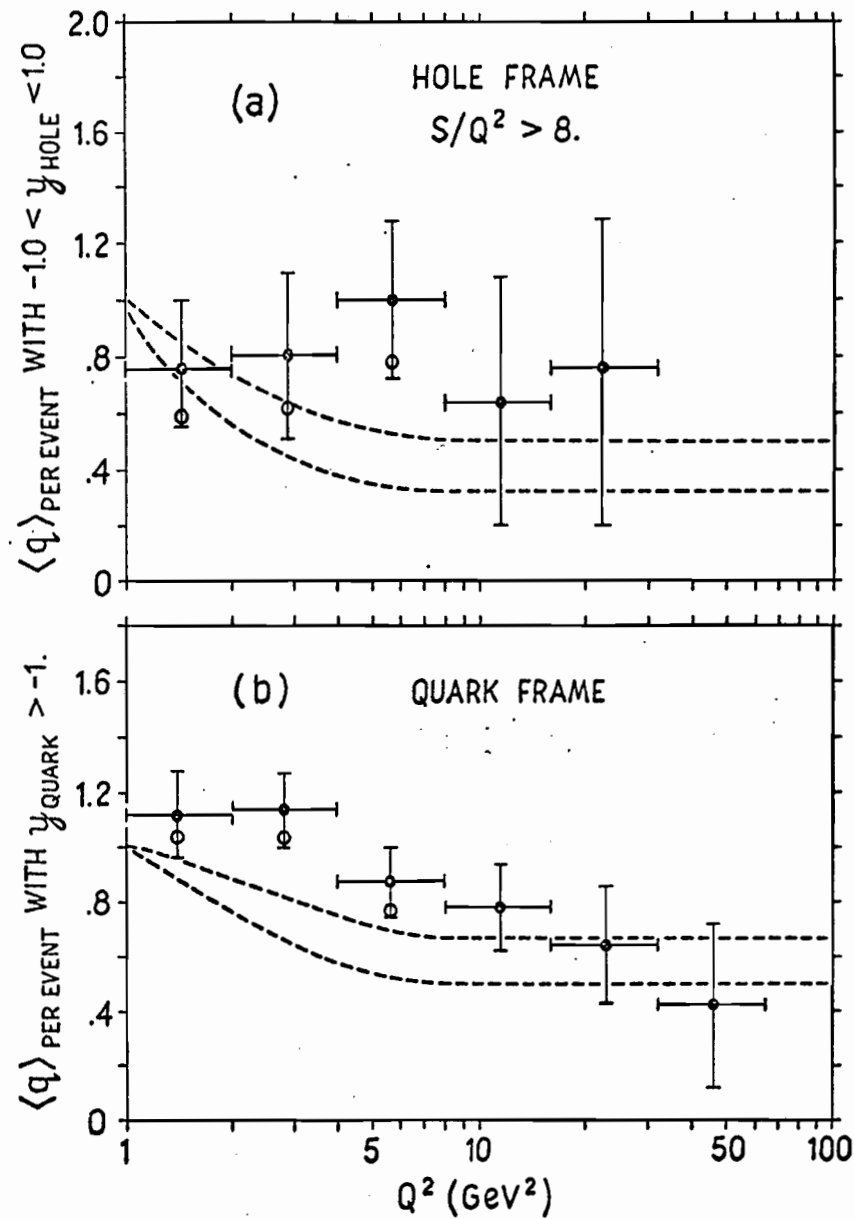 2.0
1.6
1.2
.8
.4
0
(a)
HOLE FRAME
S/Q² > 8.
⟨q⟩PER EVENT WITH -1.0 < yHOLE < 1.0
1.6
1.2
.8
.4
0
(b)
QUARK FRAME
⟨q⟩PER EVENT WITH yQUARK > -1.
1 5 10 50 100
Q² (GeV²)